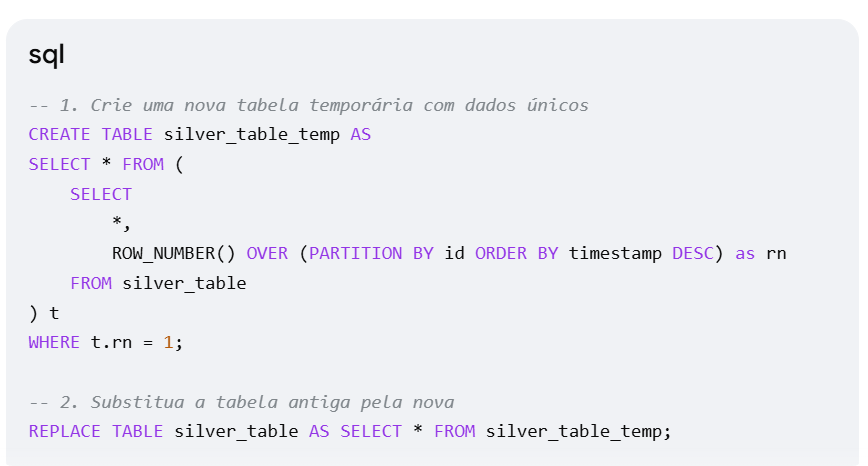 sql
-- 1. Crie uma nova tabela temporária com dados únicos
CREATE TABLE silver_table_temp AS
SELECT * FROM (
    SELECT
        *,
        ROW_NUMBER() OVER (PARTITION BY id ORDER BY timestamp DESC) as rn
    FROM silver_table
) t
WHERE t.rn = 1;
-- 2. Substitua a tabela antiga pela nova
REPLACE TABLE silver_table AS SELECT * FROM silver_table_temp;